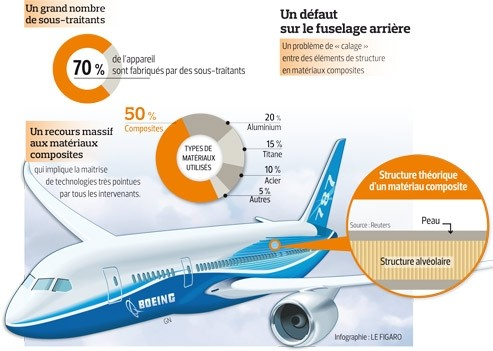 Un grand nombre
de sous-traitants
70 %
de l'appareil
sont fabriqués par des sous-traitants
Un défaut
sur le fuselage arrière
Un problème de « calage »
entre des éléments de structure
en matériaux composites
50 %
Composites
20 %
Aluminium
15 %
Titane
10 %
Acier
5 %
Autres
TYPES DE
MATÉRIAUX
UTILISÉS
Un recours massif
aux matériaux
composites
qui implique la maîtrise
de technologies très pointues
par tous les intervenants.
787
Structure théorique
d'un matériau composite
Source : Reuters
Peau
Structure alvéolaire
BOEING
GN
Infographie : LE FIGARO